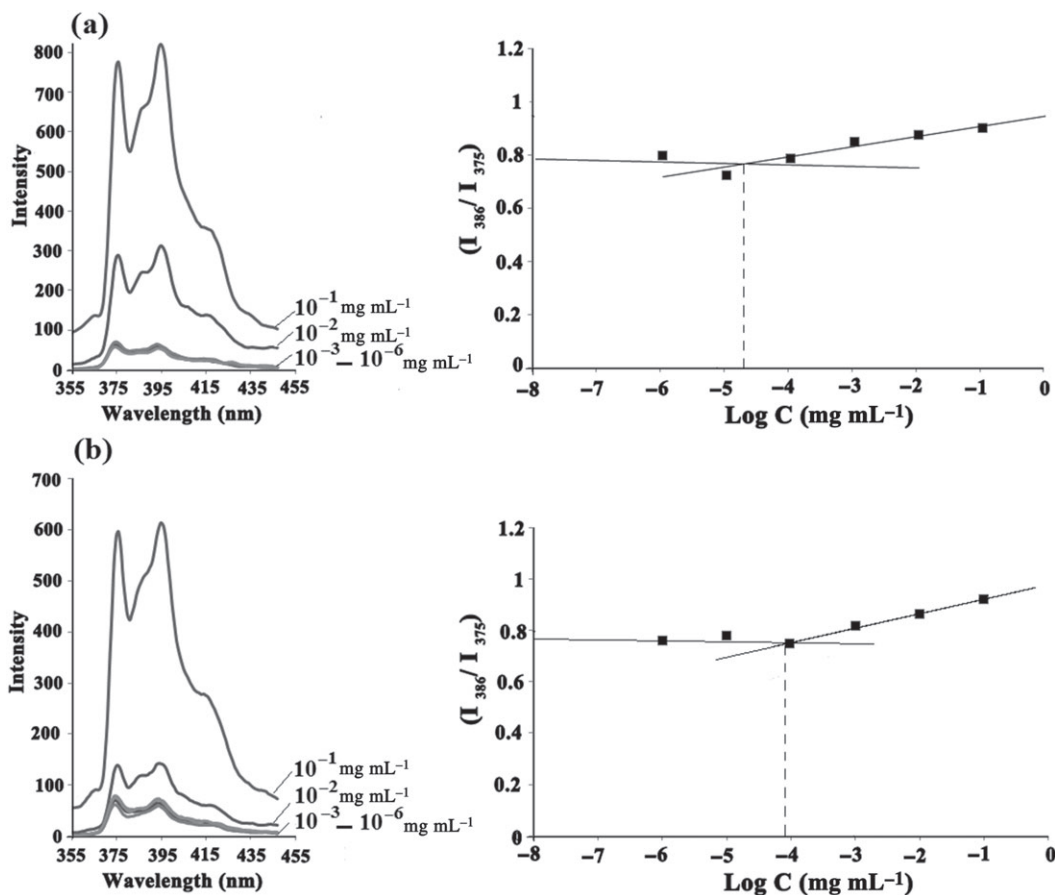 (a)
800
700
600
500
400
300
200
100
0
Intensity
355 375 395 415 435 455
Wavelength (nm)
10⁻¹ mg mL⁻¹
10⁻² mg mL⁻¹
10⁻³ – 10⁻⁶ mg mL⁻¹
1.2
1
0.8
0.6
0.4
0.2
0
(I 386/ I 375)
−8 −7 −6 −5 −4 −3 −2 −1 0
Log C (mg mL⁻¹)
(b)
700
600
500
400
300
200
100
0
Intensity
355 375 395 415 435 455
Wavelength (nm)
10⁻¹ mg mL⁻¹
10⁻² mg mL⁻¹
10⁻³ – 10⁻⁶ mg mL⁻¹
1.2
1
0.8
0.6
0.4
0.2
0
(I 386/ I 375)
−8 −7 −6 −5 −4 −3 −2 −1 0
Log C (mg mL⁻¹)